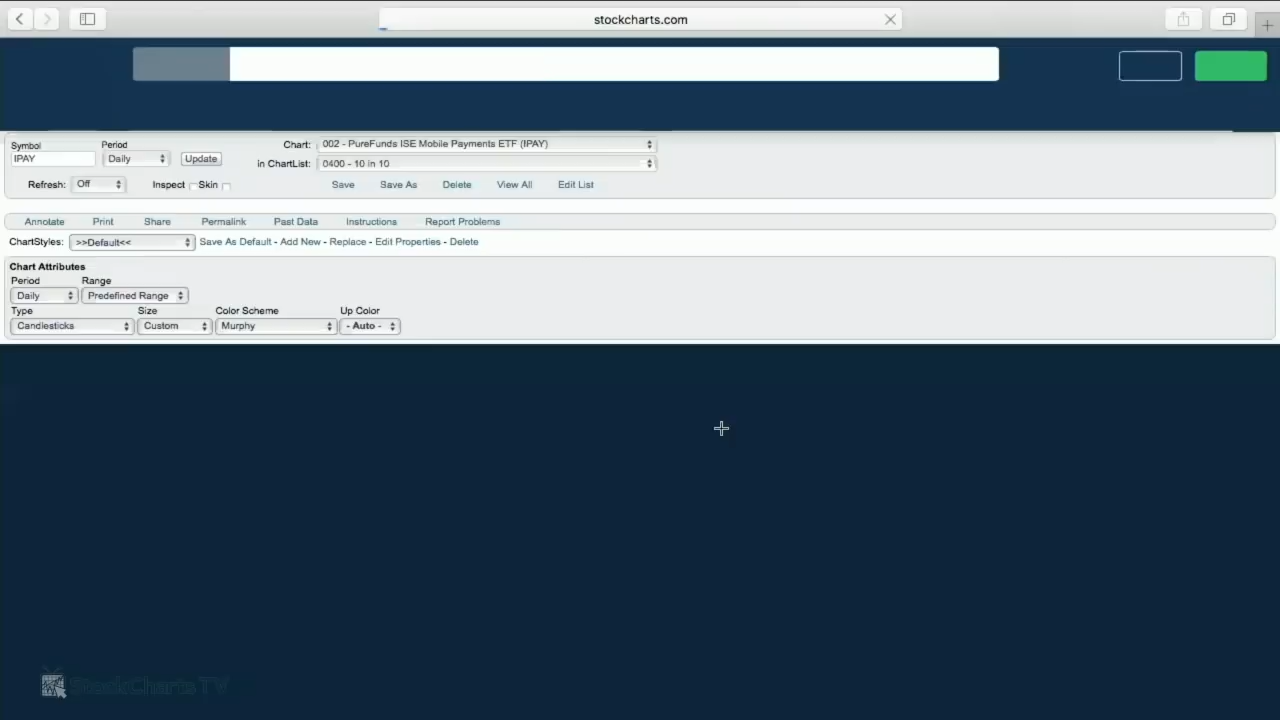 stockcharts.com
Symbol Period Chart: 002 - PureFunds ISE Mobile Payments ETF (IPAY)
IPAY Daily Update in ChartList: 0400 - 10 in 10
Refresh: Off Inspect Skin Save Save As Delete View All Edit List
Annotate Print Share Permalink Past Data Instructions Report Problems
ChartStyles: >>Default<< Save As Default - Add New - Replace - Edit Properties - Delete
Chart Attributes
Period Range
Daily Predefined Range
Type Size Color Scheme Up Color
Candlesticks Custom Murphy - Auto -
StockCharts TV